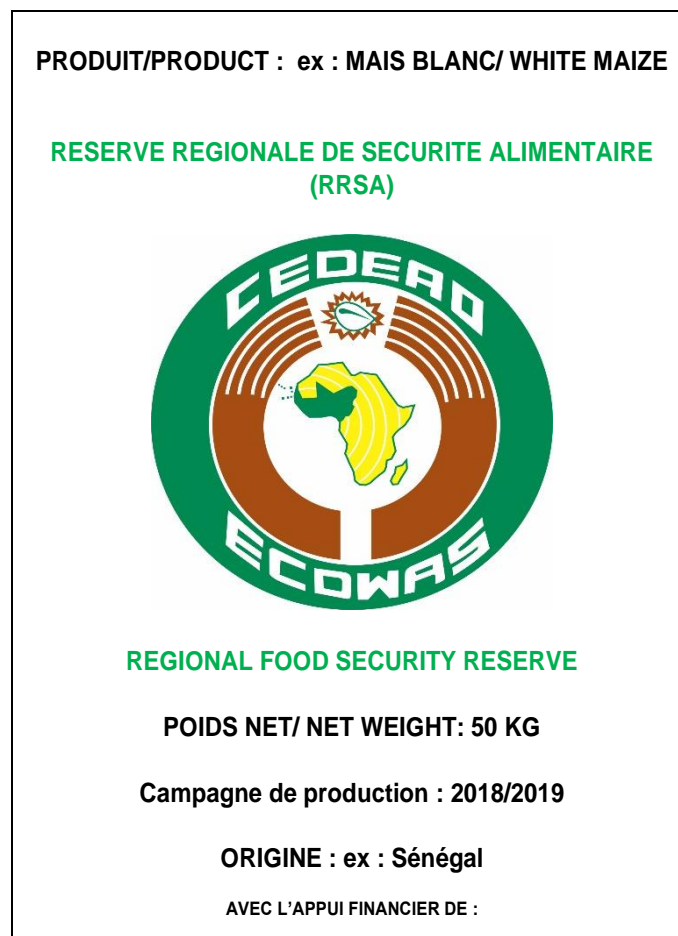 PRODUIT/PRODUCT : ex : MAIS BLANC/ WHITE MAIZE
RESERVE REGIONALE DE SECURITE ALIMENTAIRE
(RRSA)
CEDEAO
ECOWAS
REGIONAL FOOD SECURITY RESERVE
POIDS NET/ NET WEIGHT: 50 KG
Campagne de production : 2018/2019
ORIGINE : ex : Sénégal
AVEC L'APPUI FINANCIER DE :